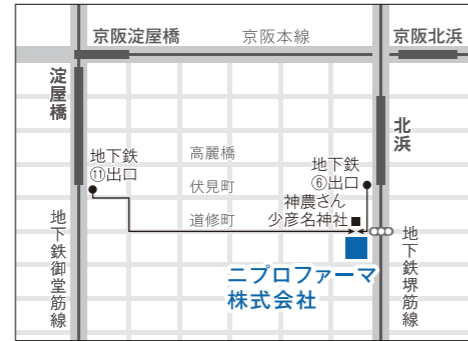 京阪淀屋橋
京阪本線
京阪北浜
淀屋橋
北浜
地下鉄
⑪出口
高麗橋
伏見町
道修町
地下鉄
⑥出口
神農さん
少彦名神社
地下鉄御堂筋線
地下鉄堺筋線
ニプロファーマ
株式会社